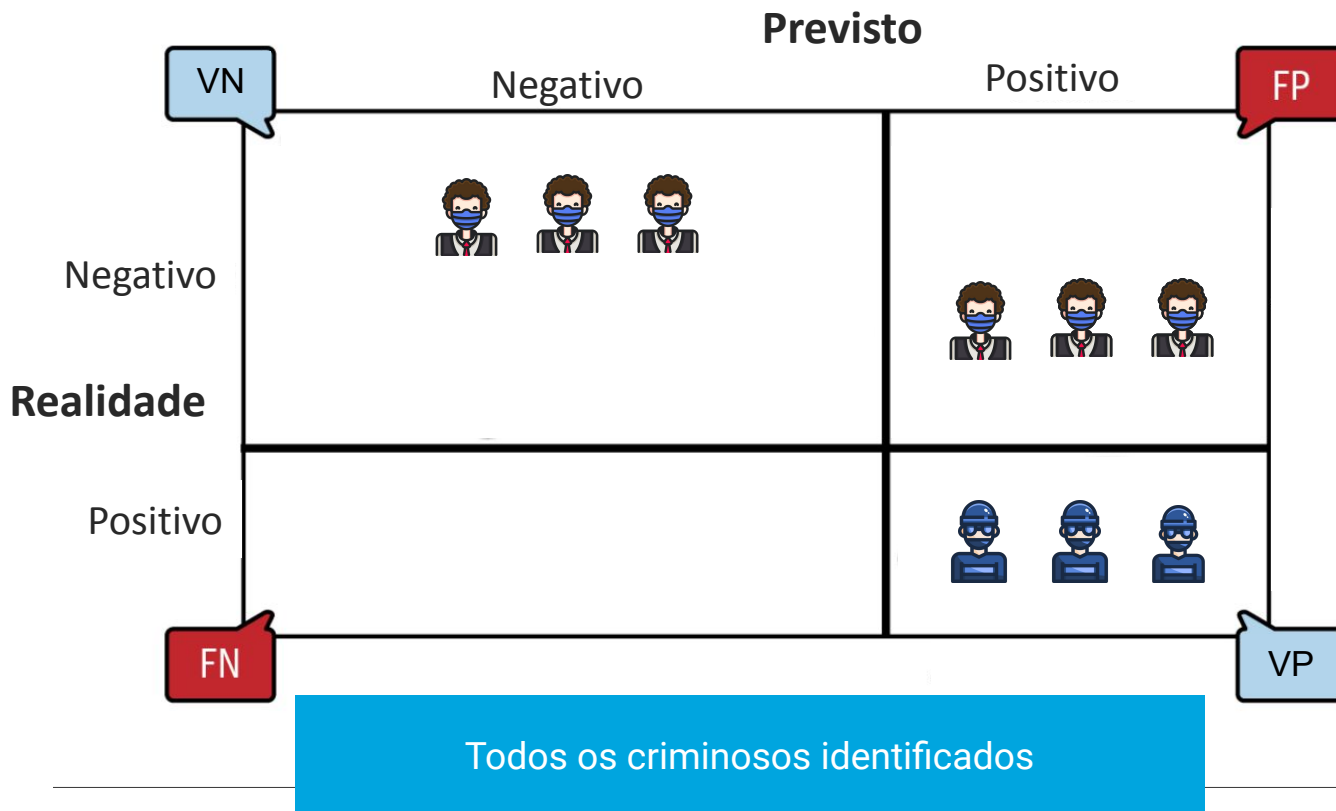 Previsto
VN
Negativo
Positivo
FP
Negativo
Realidade
Positivo
FN
VP
Todos os criminosos identificados